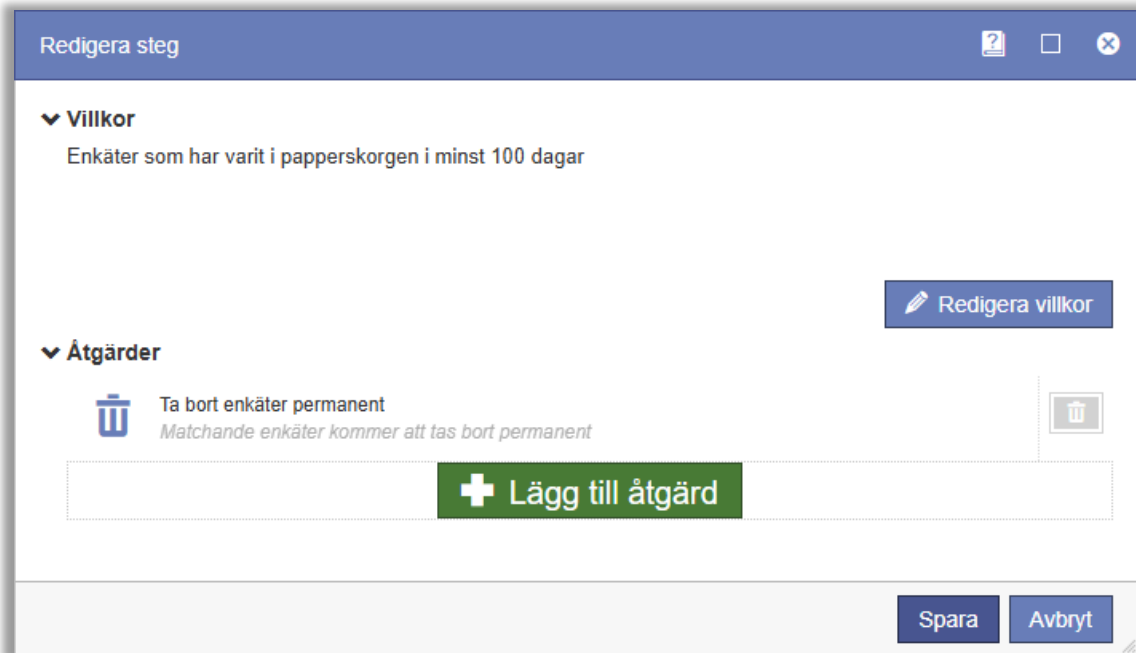 Redigera steg
Villkor
Enkäter som har varit i papperskorgen i minst 100 dagar
Redigera villkor
Åtgärder
Ta bort enkäter permanent
Matchande enkäter kommer att tas bort permanent
Lägg till åtgärd
Spara
Avbryt